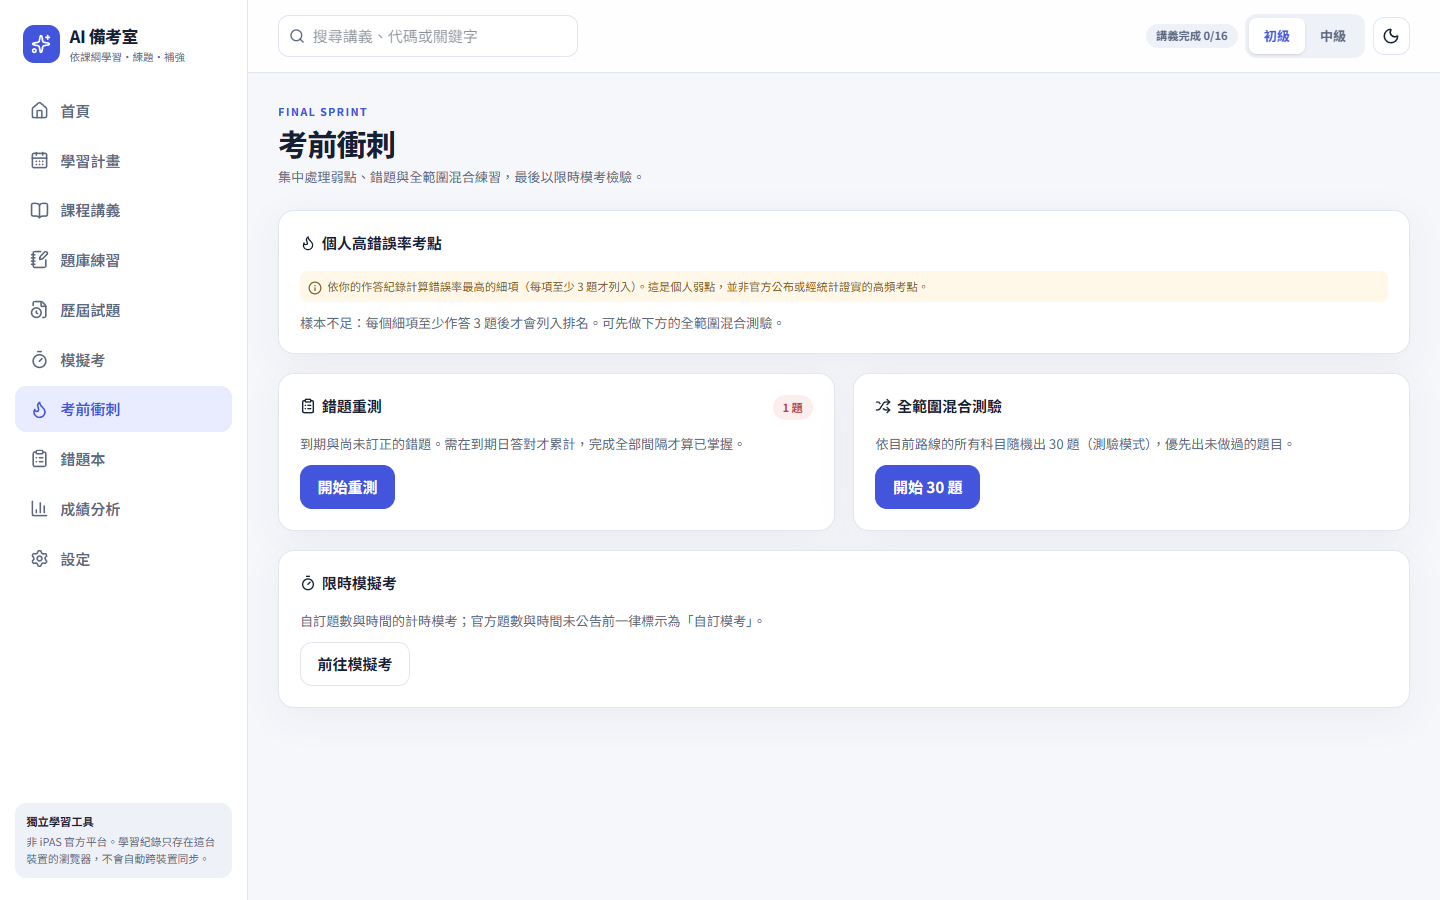 AI 備考室
依課綱學習・練題・補強
首頁
學習計畫
課程講義
題庫練習
歷屆試題
模擬考
考前衝刺
錯題本
成績分析
設定
獨立學習工具
非 iPAS 官方平台。學習紀錄只存在這台
裝置的瀏覽器，不會自動跨裝置同步。
搜尋講義、代碼或關鍵字
講義完成 0/16
初級
中級
FINAL SPRINT
考前衝刺
集中處理弱點、錯題與全範圍混合練習，最後以限時模考檢驗。
個人高錯誤率考點
依你的作答紀錄計算錯誤率最高的細項（每項至少 3 題才列入）。這是個人弱點，並非官方公布或經統計證實的高頻考點。
樣本不足：每個細項至少作答 3 題後才會列入排名。可先做下方的全範圍混合測驗。
錯題重測
1 題
到期與尚未訂正的錯題。需在到期日答對才累計，完成全部間隔才算已掌握。
開始重測
全範圍混合測驗
依目前路線的所有科目隨機出 30 題（測驗模式），優先出未做過的題目。
開始 30 題
限時模擬考
自訂題數與時間的計時模考；官方題數與時間未公告前一律標示為「自訂模考」。
前往模擬考